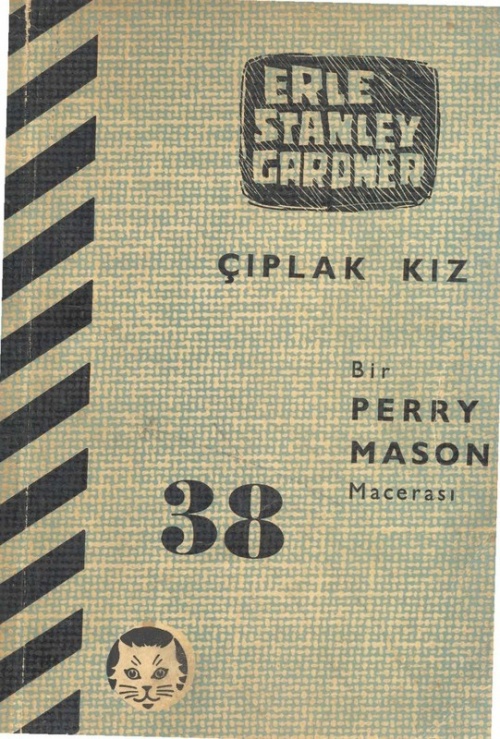 ERLE
STANLEY
GARDNER
ÇIPLAK KIZ
Bir
PERRY
MASON
Macerası
38